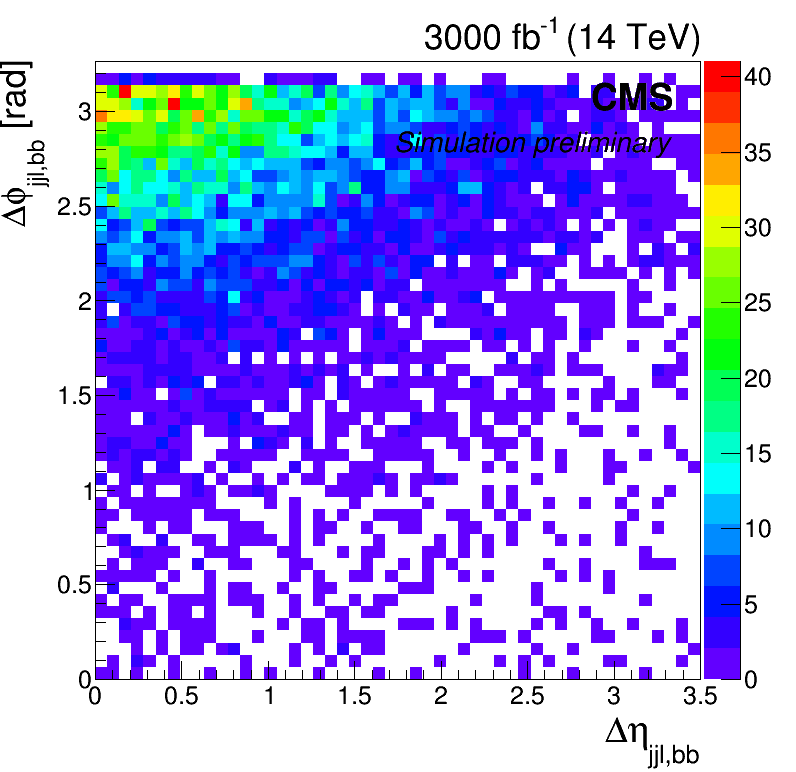 3000 fb-1 (14 TeV)
CMS
Simulation preliminary
Δϕjjl,bb [rad]
3
2.5
2
1.5
1
0.5
0
0 0.5 1 1.5 2 2.5 3 3.5
Δηjjl,bb
40
35
30
25
20
15
10
5
0